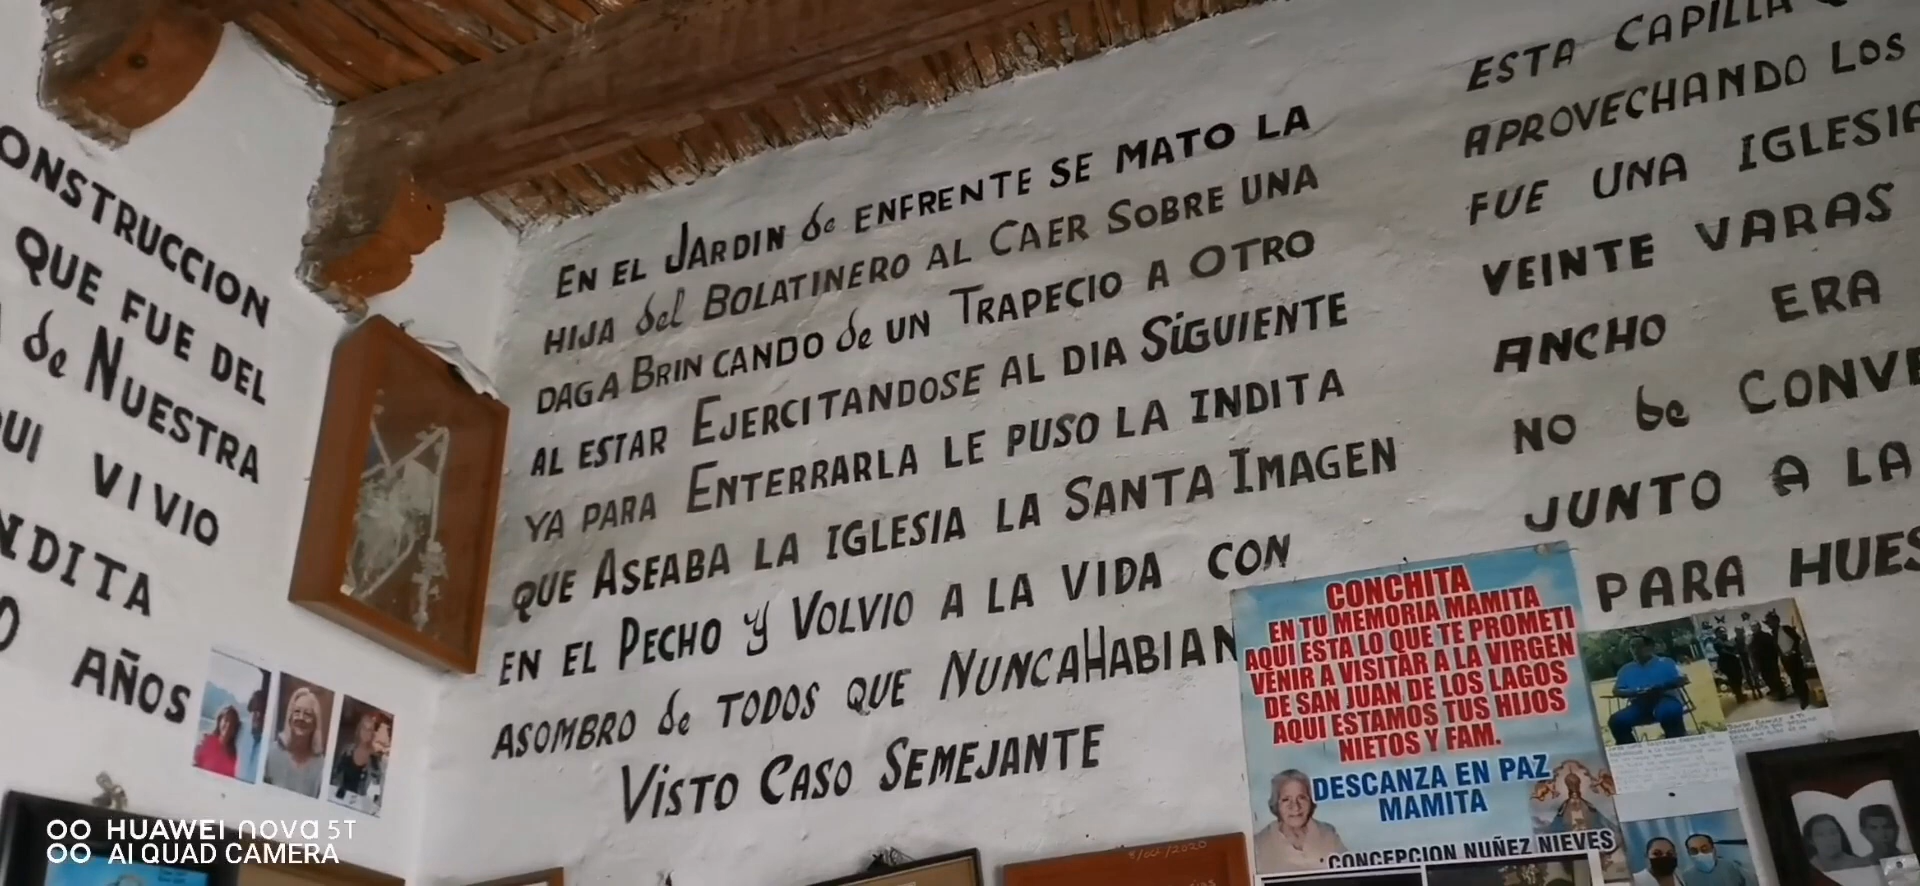 ONSTRUCCION
QUE FUE DEL
de NUESTRA
UI VIVIO
NDITA
O AÑOS
EN EL JARDIN de ENFRENTE SE MATO LA
HIJA del BOLATINERO AL CAER SOBRE UNA
DAGA BRIN CANDO de UN TRAPECIO A OTRO
AL ESTAR EJERCITANDOSE AL DIA SiGUIENTE
YA PARA ENTERRARLA LE PUSO LA INDITA
QUE ASEABA LA IGLESIA LA SANTA IMAGEN
EN EL PECHO y VOLVIO A LA VIDA CON
ASOMBRO de TODOS QUE NUNCAHABIAN
VISTO CASO SEMEJANTE
ESTA CAPILLA
APROVECHANDO LOS
FUE UNA IGLESIA
VEINTE VARAS
ANCHO ERA
NO be CONVE
JUNTO A LA
PARA HUES
CONCHITA
EN TU MEMORIA MAMITA
AQUI ESTA LO QUE TE PROMETI
VENIR A VISITAR A LA VIRGEN
DE SAN JUAN DE LOS LAGOS
AQUI ESTAMOS TUS HIJOS
NIETOS Y FAM.
DESCANZA EN PAZ
MAMITA
CONCEPCION NUÑEZ NIEVES
HUAWEI nova 5T
AI QUAD CAMERA